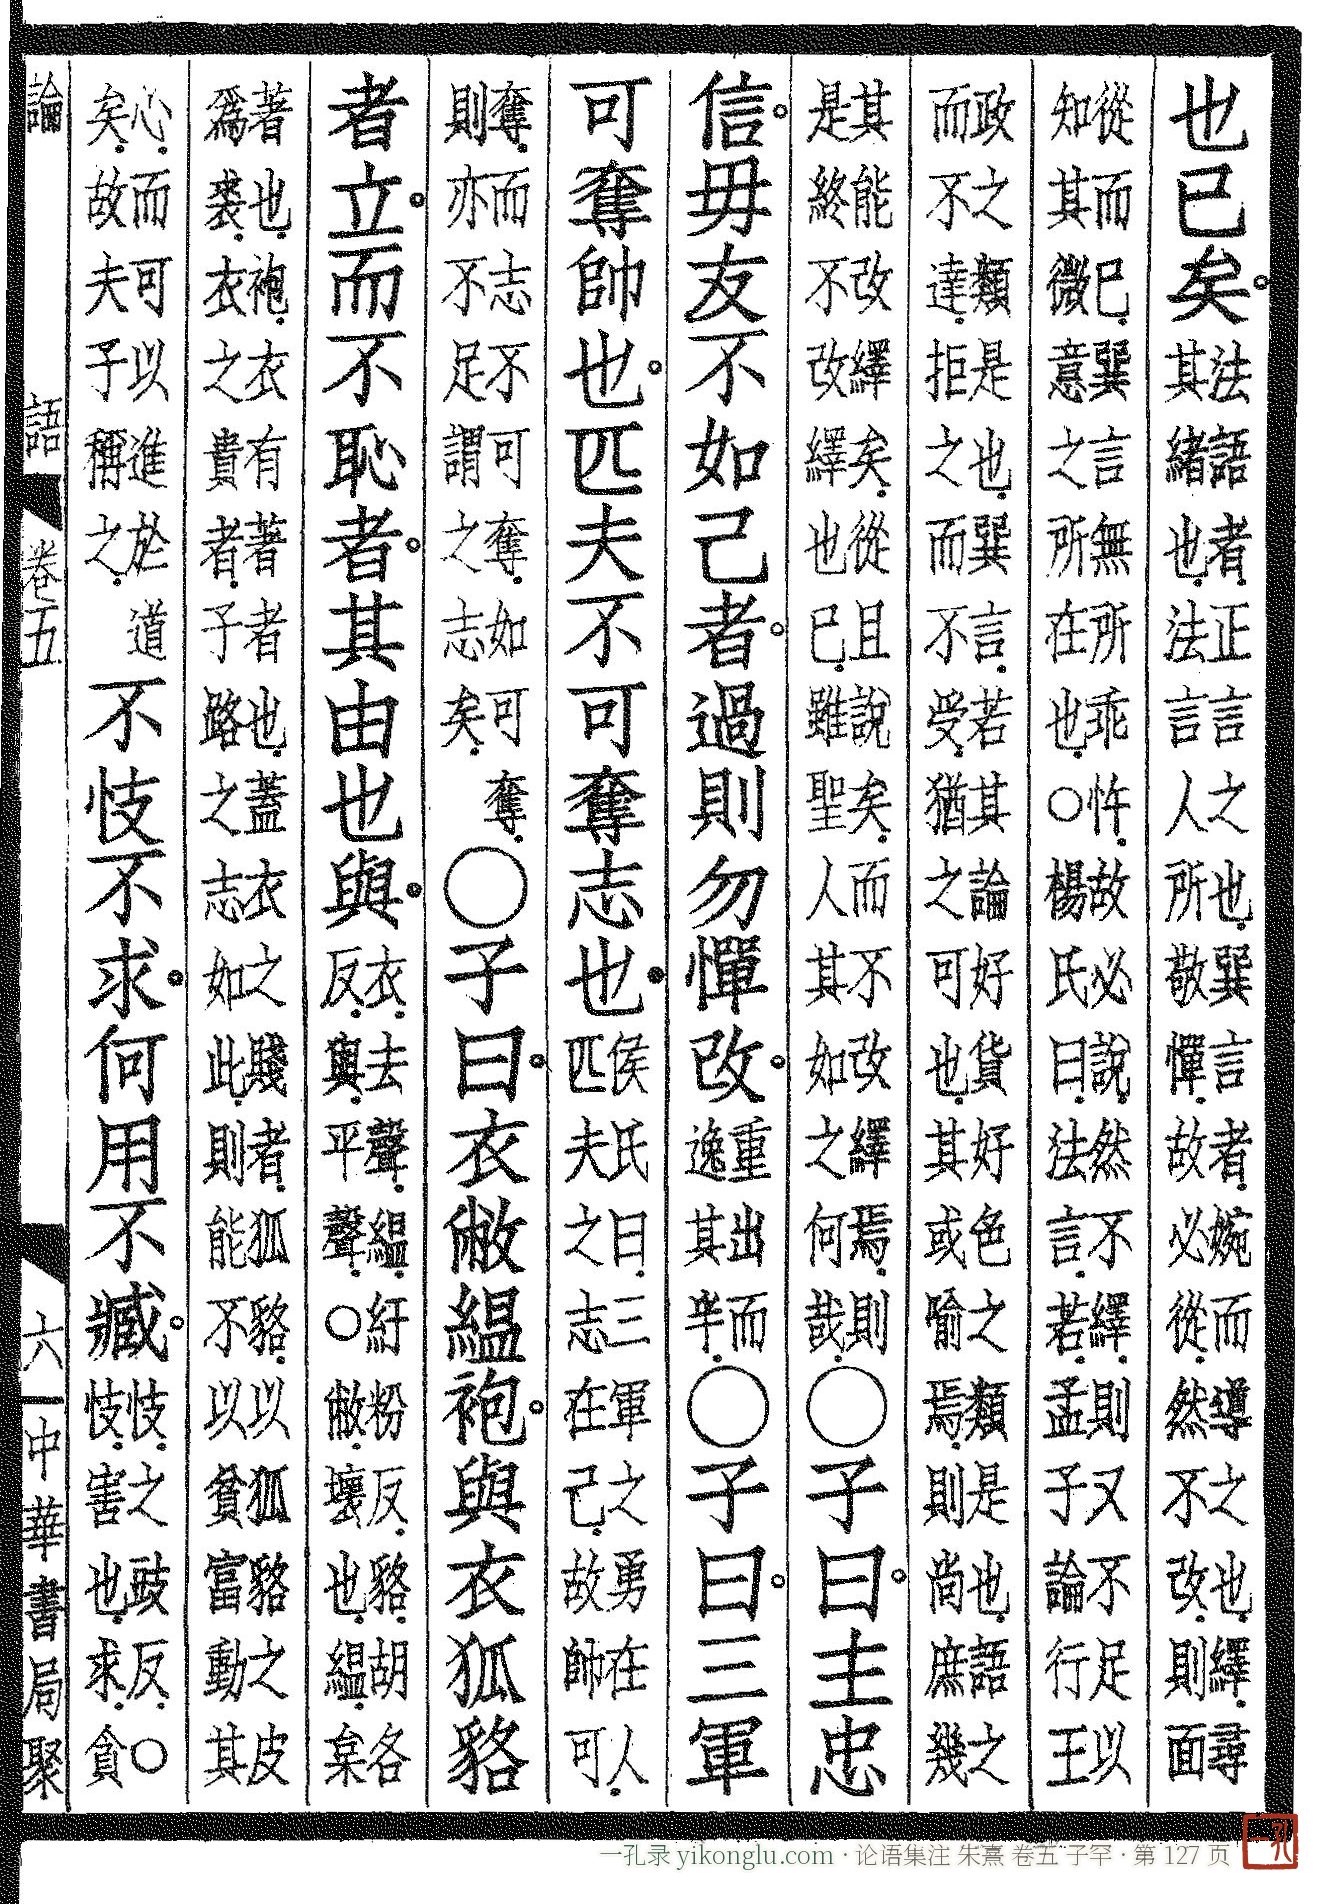 也已矣。法語者。正言之也。巽言者。婉而導之也。繹。尋
其緒也。法言人所敬憚。故必從。然不改。則面
從而已。巽言無所乖忤。故必說。然不繹。則又不足以
知其微意之所在也。○楊氏曰。法言。若孟子論行王
政之類是也。巽言。若其論好貨好色之類是也。語之
而不達。拒之而不受。猶之可也。其或喻焉。則尚庶幾
其能改繹矣。從且說矣。而不改繹焉。則
是終不改繹也已。雖聖人其如之何哉。○子曰。主忠
信。毋友不如己者。過則勿憚改。重出而
逸其半。○子曰。三軍
可奪帥也。匹夫不可奪志也。侯氏曰。三軍之勇在人。
匹夫之志在己。故帥可
奪而志不可奪。如可奪。
則亦不足謂之志矣。○子曰。衣敝縕袍。與衣狐貉
者立。而不恥者。其由也與。衣。去聲。縕。紆粉反。貉。胡各
反。與。平聲。○敝。壞也。縕。枲
著也。袍。衣有著者也。蓋衣之賤者。狐貉。以狐貉之皮
爲裘。衣之貴者。子路之志如此。則能不以貧富動其
心。而可以進於道
矣。故夫子稱之。不忮不求。何用不臧。忮。之豉反。○
忮。害也。求。貪
論語 卷五 六 中華書局聚
一孔录 yikonglu.com · 论语集注 朱熹 卷五 子罕 · 第 127 页
一孔